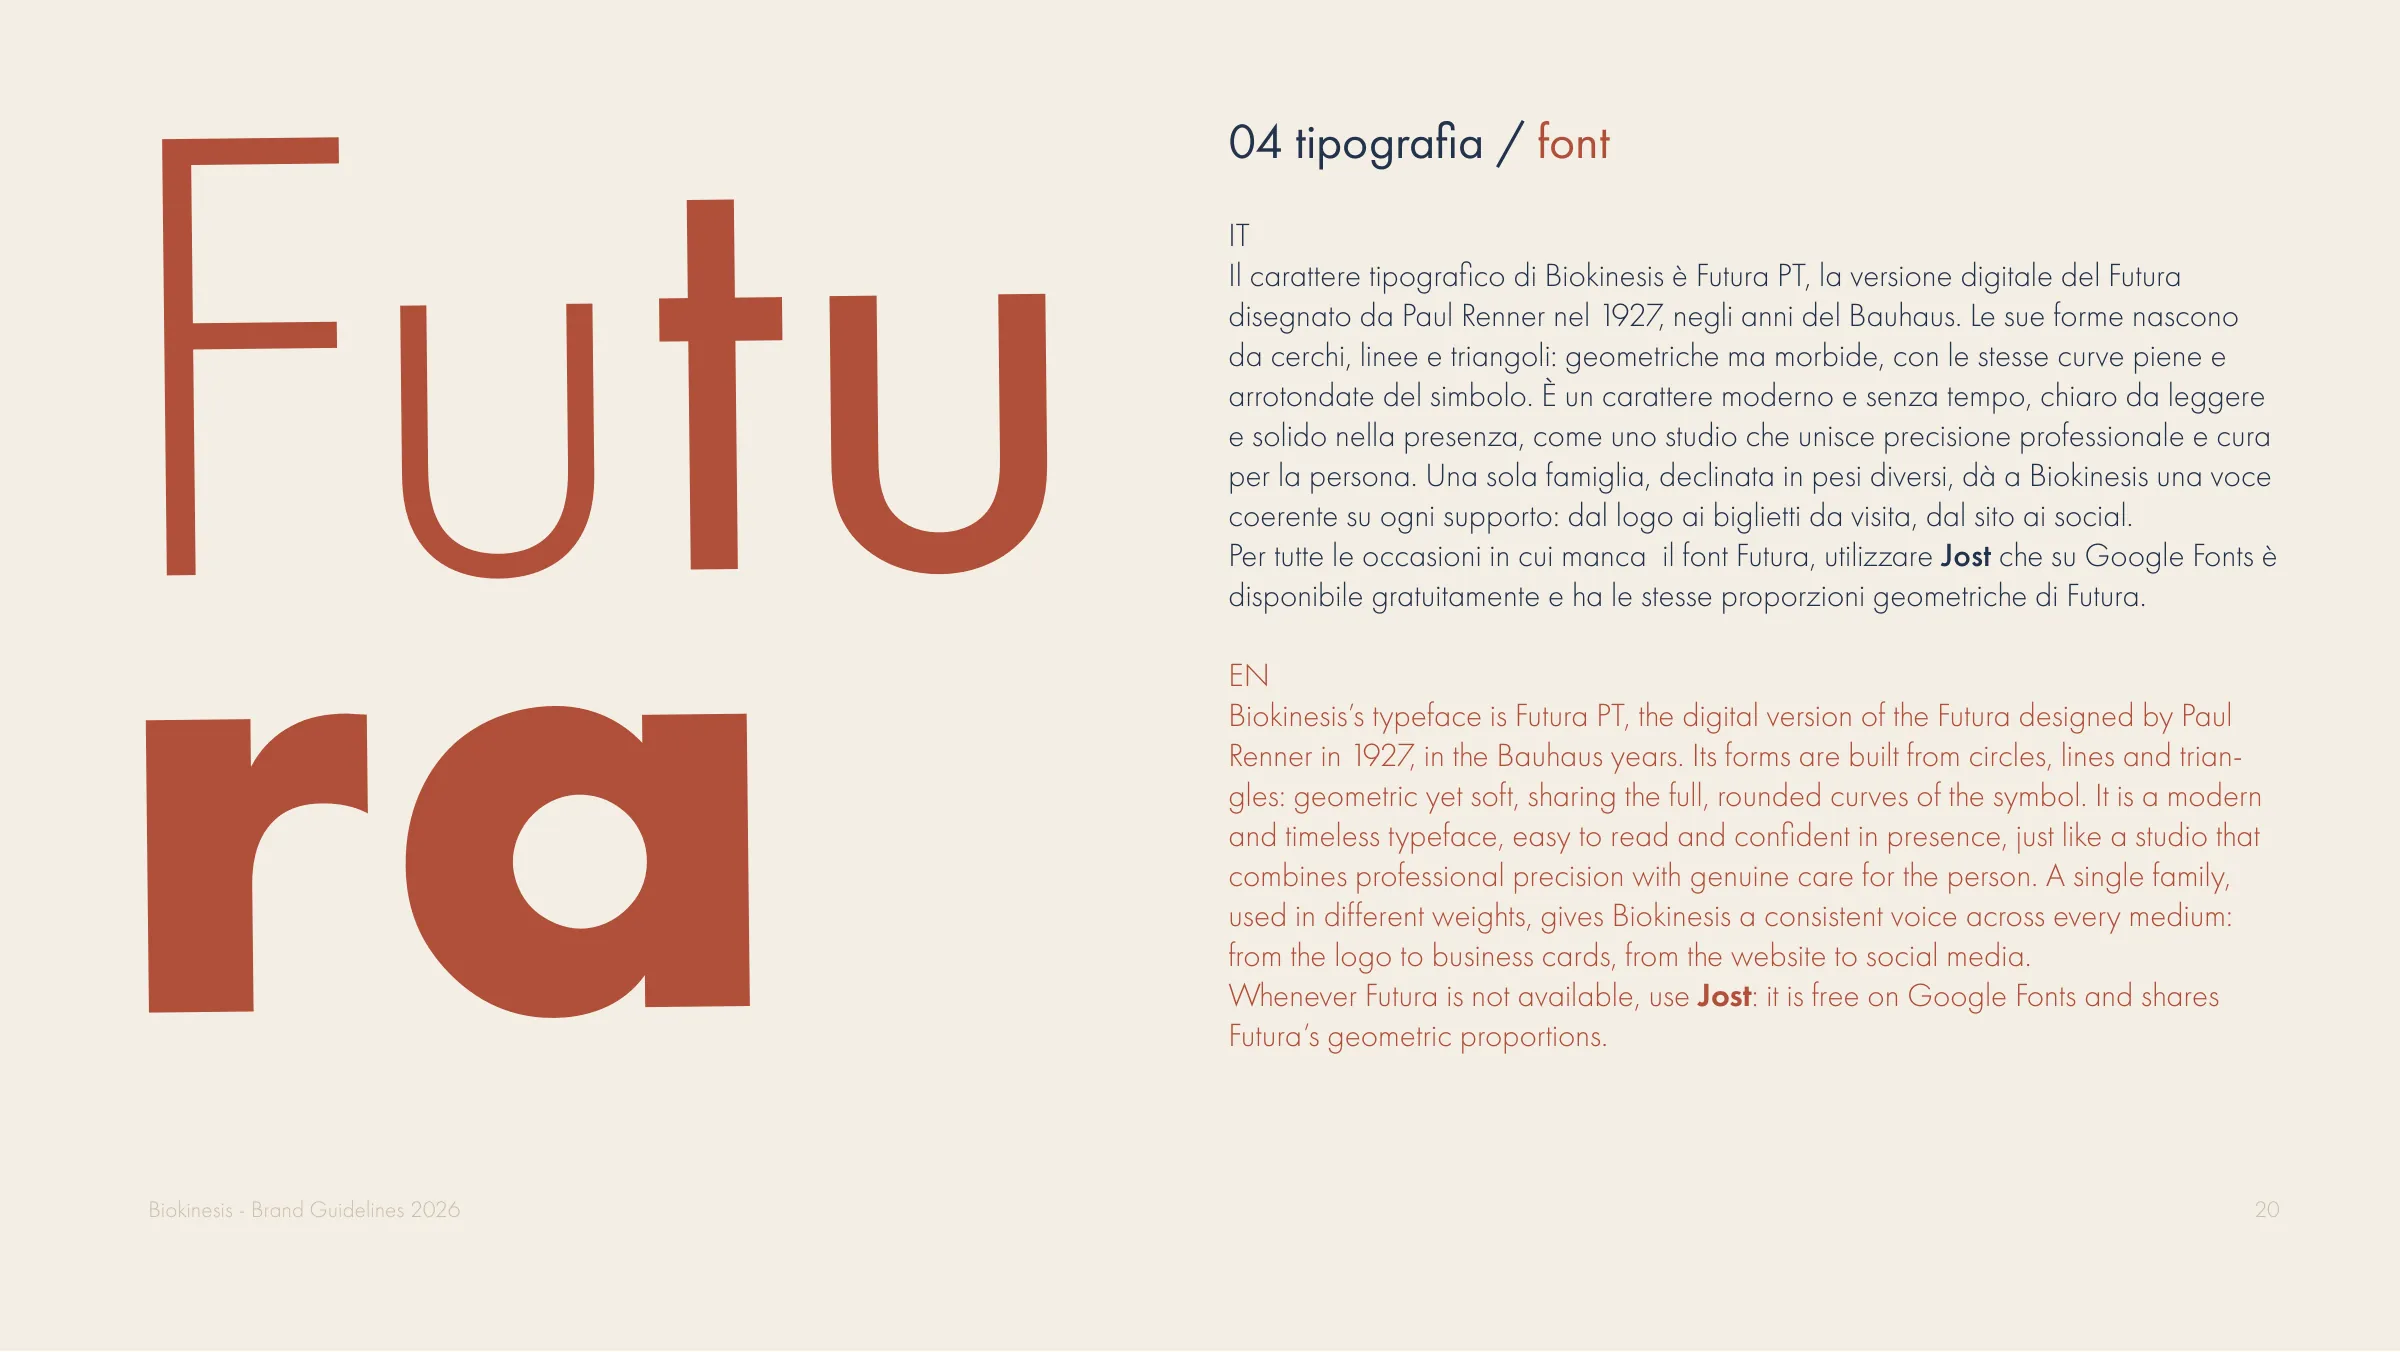 Futu
ra
04 tipografia / font
IT
Il carattere tipografico di Biokinesis è Futura PT, la versione digitale del Futura
disegnato da Paul Renner nel 1927, negli anni del Bauhaus. Le sue forme nascono
da cerchi, linee e triangoli: geometriche ma morbide, con le stesse curve piene e
arrotondate del simbolo. È un carattere moderno e senza tempo, chiaro da leggere
e solido nella presenza, come uno studio che unisce precisione professionale e cura
per la persona. Una sola famiglia, declinata in pesi diversi, dà a Biokinesis una voce
coerente su ogni supporto: dal logo ai biglietti da visita, dal sito ai social.
Per tutte le occasioni in cui manca  il font Futura, utilizzare Jost che su Google Fonts è
disponibile gratuitamente e ha le stesse proporzioni geometriche di Futura.
EN
Biokinesis’s typeface is Futura PT, the digital version of the Futura designed by Paul
Renner in 1927, in the Bauhaus years. Its forms are built from circles, lines and trian-
gles: geometric yet soft, sharing the full, rounded curves of the symbol. It is a modern
and timeless typeface, easy to read and confident in presence, just like a studio that
combines professional precision with genuine care for the person. A single family,
used in different weights, gives Biokinesis a consistent voice across every medium:
from the logo to business cards, from the website to social media.
Whenever Futura is not available, use Jost: it is free on Google Fonts and shares
Futura’s geometric proportions.
Biokinesis - Brand Guidelines 2026
20